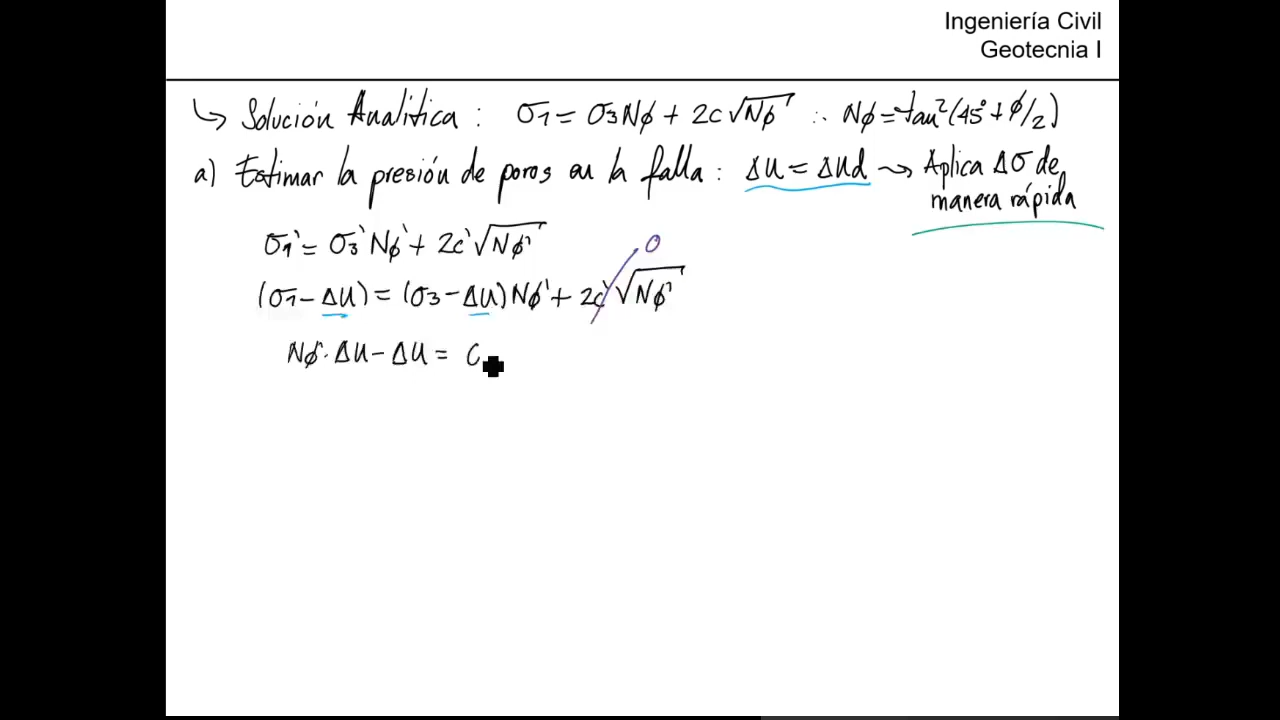 Ingeniería Civil
Geotecnia I
↳ Solución Analítica : σ1 = σ3Nφ + 2c√Nφ ∴ Nφ = tan²(45° + φ/2)
a) Estimar la presión de poros en la falla : ΔU = ΔUd → Aplica Δσ de
manera rápida
σ1' = σ3'Nφ' + 2c'√Nφ'
(σ1 - ΔU) = (σ3 - ΔU)Nφ' + 2c'√Nφ' 0
Nφ'·ΔU - ΔU =